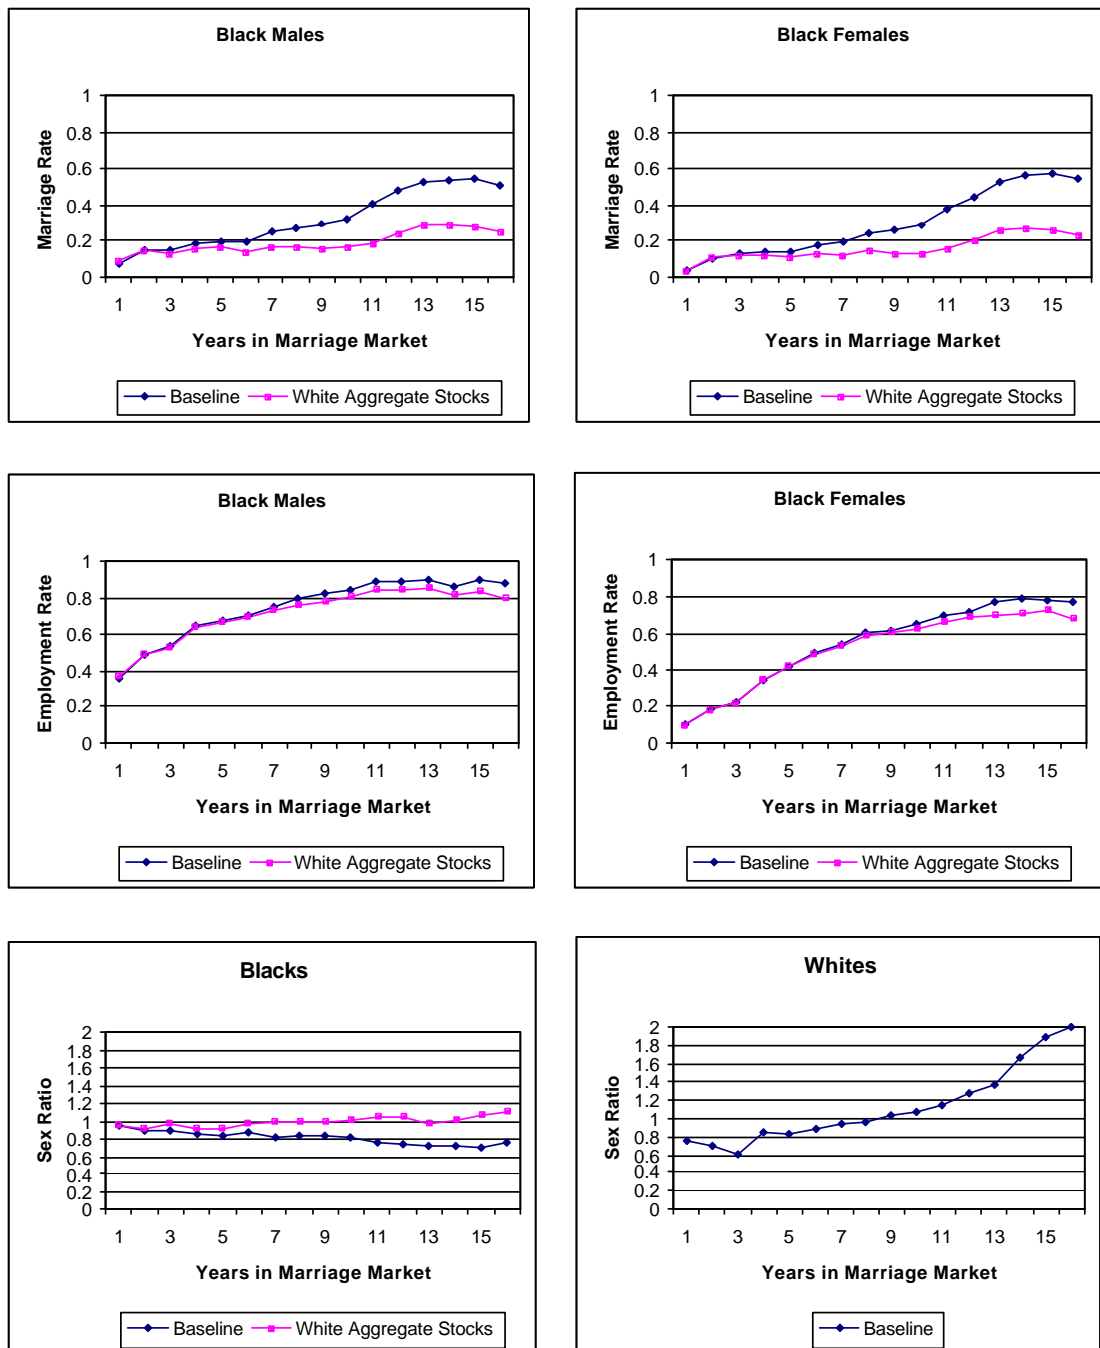 Black Males
Marriage Rate
1
0.8
0.6
0.4
0.2
0
1 3 5 7 9 11 13 15
Years in Marriage Market
Baseline White Aggregate Stocks
Black Females
Marriage Rate
1
0.8
0.6
0.4
0.2
0
1 3 5 7 9 11 13 15
Years in Marriage Market
Baseline White Aggregate Stocks
Black Males
Employment Rate
1
0.8
0.6
0.4
0.2
0
1 3 5 7 9 11 13 15
Years in Marriage Market
Baseline White Aggregate Stocks
Black Females
Employment Rate
1
0.8
0.6
0.4
0.2
0
1 3 5 7 9 11 13 15
Years in Marriage Market
Baseline White Aggregate Stocks
Blacks
Sex Ratio
2
1.8
1.6
1.4
1.2
1
0.8
0.6
0.4
0.2
0
1 3 5 7 9 11 13 15
Years in Marriage Market
Baseline White Aggregate Stocks
Whites
Sex Ratio
2
1.8
1.6
1.4
1.2
1
0.8
0.6
0.4
0.2
0
1 3 5 7 9 11 13 15
Years in Marriage Market
Baseline